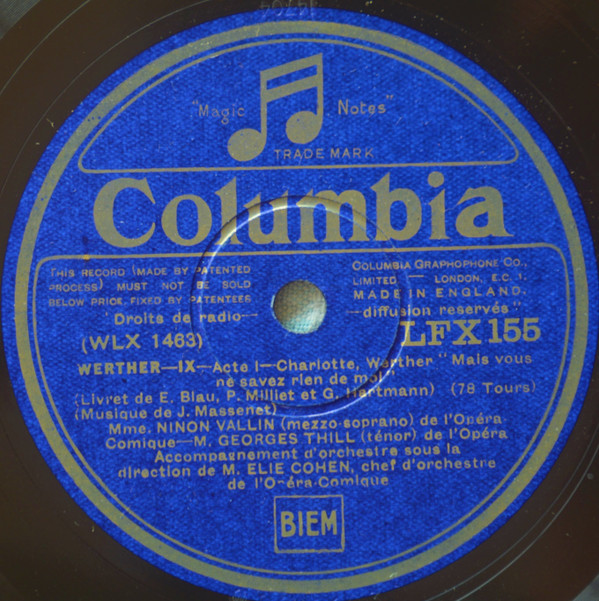 "Magic Notes"
TRADE MARK
Columbia
THIS RECORD (MADE BY PATENTED
PROCESS) MUST NOT BE SOLD
BELOW PRICE FIXED BY PATENTEES
COLUMBIA GRAPHOPHONE CO.,
LIMITED — LONDON, E.C. 1.
MADE IN ENGLAND.
"Droits de radio— —diffusion reservés"
(WLX 1463)
LFX 155
WERTHER—IX—Acte I—Charlotte, Werther "Mais vous
ne savez rien de moi"
(Livret de E. Blau, P. Milliet et G. Hartmann) (78 Tours)
(Musique de J. Massenet)
Mme. NINON VALLIN (mezzo soprano) de l'Opéra
Comique—M. GEORGES THILL (ténor) de l'Opéra
Accompagnement d'orchestre sous la
direction de M. ELIE COHEN, chef d'orchestre
de l'Opéra-Comique
BIEM